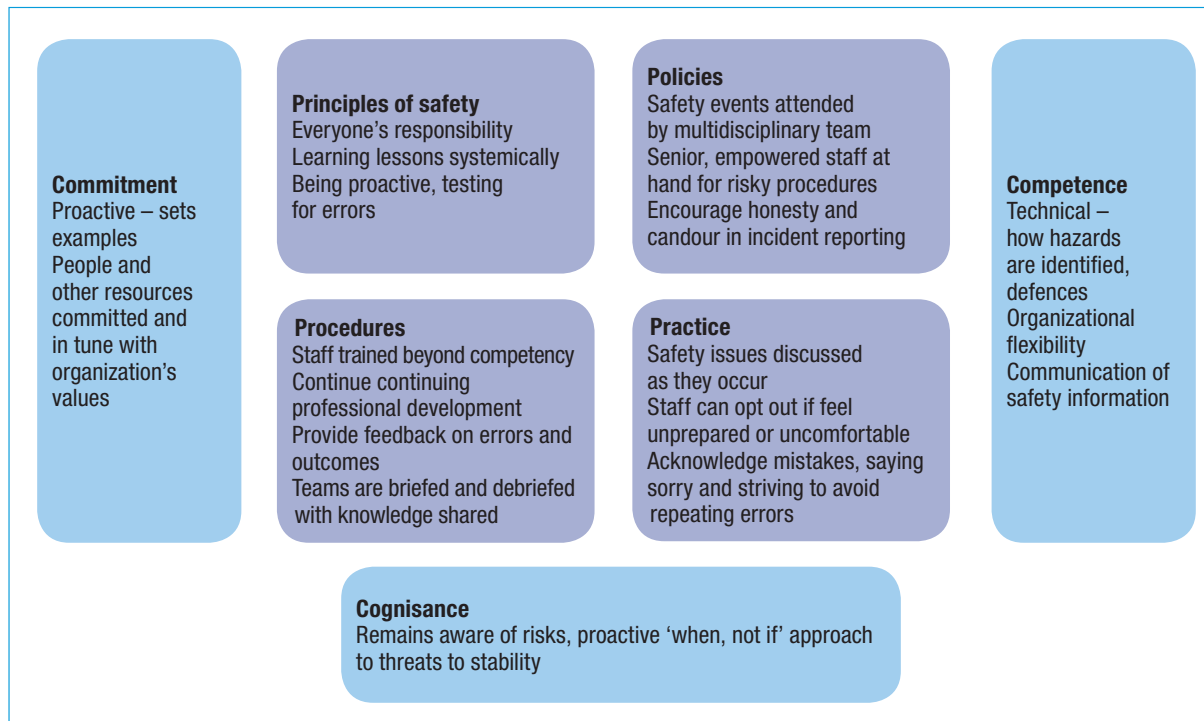 Commitment
Proactive – sets
examples
People and
other resources
committed and
in tune with
organization’s
values
Principles of safety
Everyone’s responsibility
Learning lessons systemically
Being proactive, testing
for errors
Policies
Safety events attended
by multidisciplinary team
Senior, empowered staff at
hand for risky procedures
Encourage honesty and
candour in incident reporting
Procedures
Staff trained beyond competency
Continue continuing
professional development
Provide feedback on errors and
outcomes
Teams are briefed and debriefed
with knowledge shared
Practice
Safety issues discussed
as they occur
Staff can opt out if feel
unprepared or uncomfortable
Acknowledge mistakes, saying
sorry and striving to avoid
repeating errors
Competence
Technical –
how hazards
are identified,
defences
Organizational
flexibility
Communication of
safety information
Cognisance
Remains aware of risks, proactive ‘when, not if’ approach
to threats to stability